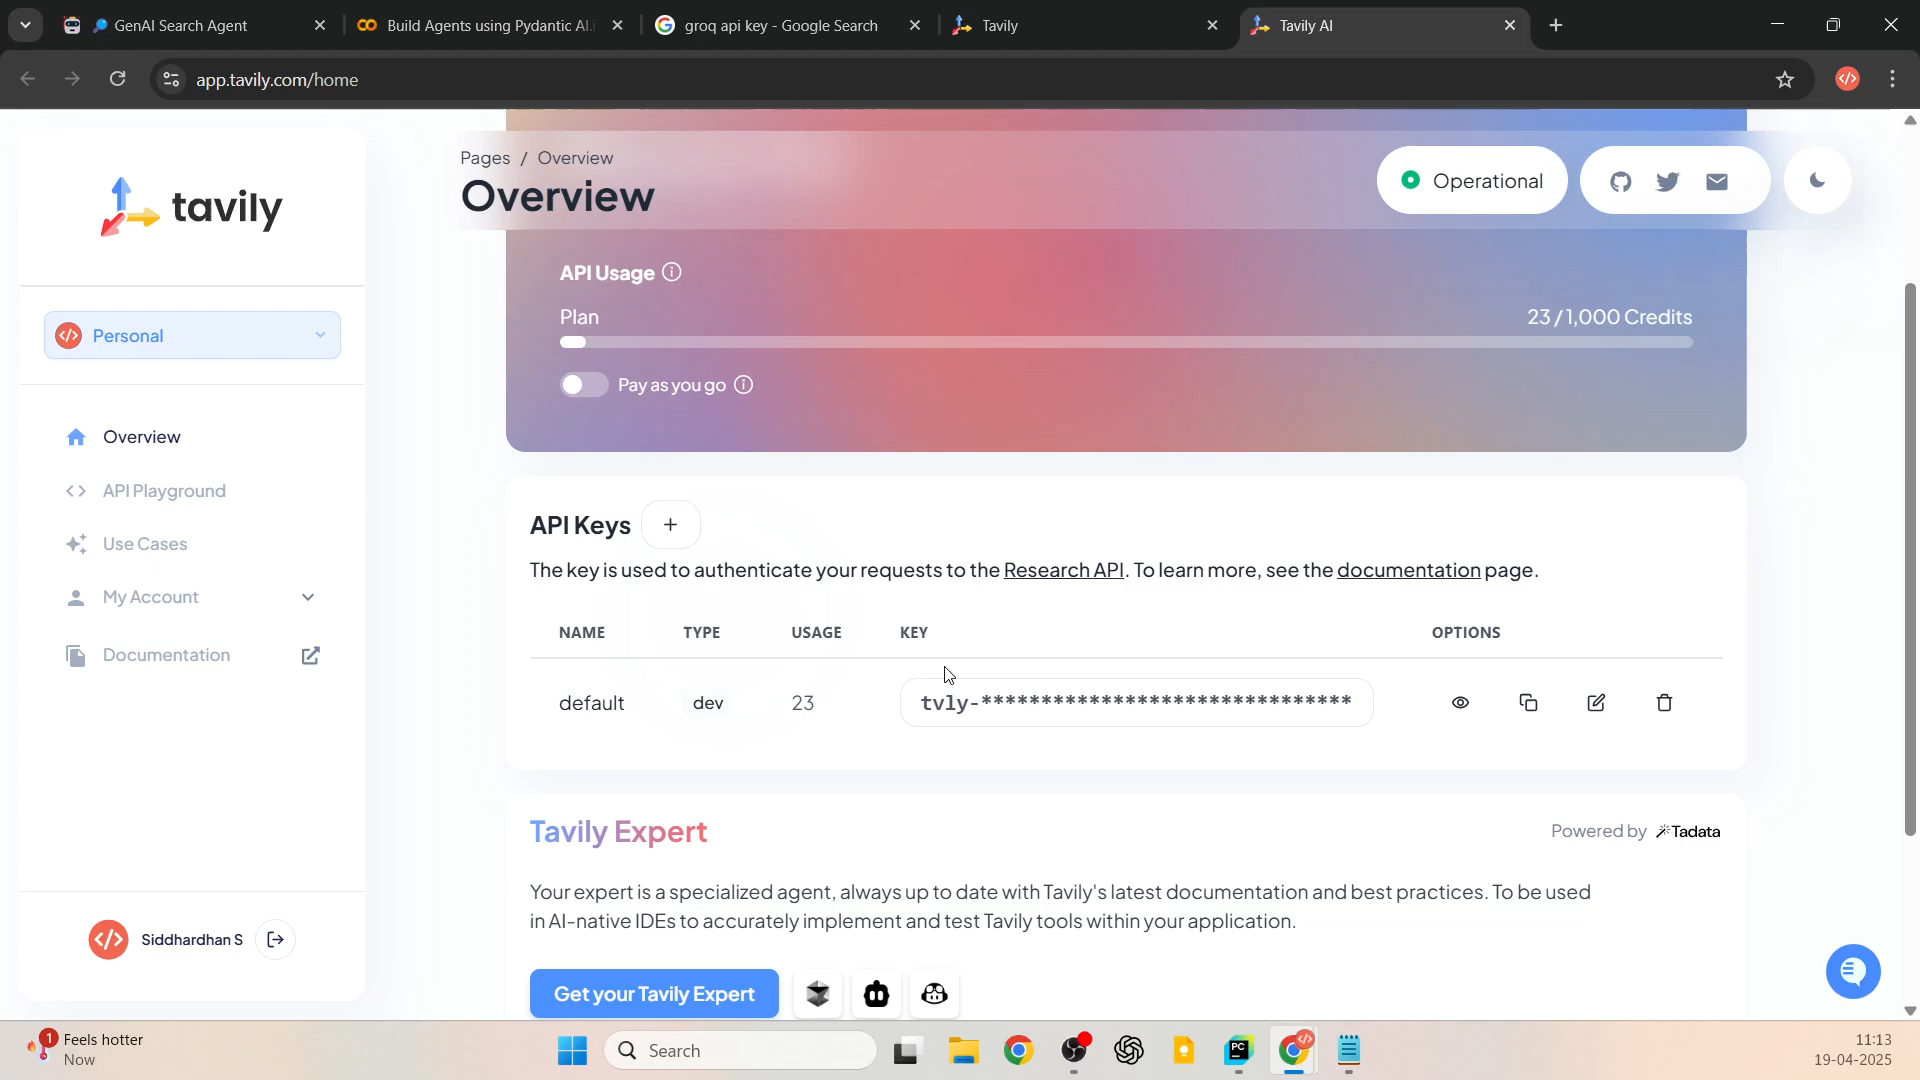 GenAI Search Agent
Build Agents using Pydantic AI.i
groq api key - Google Search
Tavily
Tavily AI
app.tavily.com/home
tavily
Personal
Overview
API Playground
Use Cases
My Account
Documentation
Siddhardhan S
Pages / Overview
Overview
Operational
API Usage
Plan
23 / 1,000 Credits
Pay as you go
API Keys +
The key is used to authenticate your requests to the Research API. To learn more, see the documentation page.
NAME TYPE USAGE KEY OPTIONS
default dev 23 tvly-********************************
Tavily Expert
Powered by Tadata
Your expert is a specialized agent, always up to date with Tavily's latest documentation and best practices. To be used
in AI-native IDEs to accurately implement and test Tavily tools within your application.
Get your Tavily Expert
1
Feels hotter
Now
Search
PC
11:13
19-04-2025